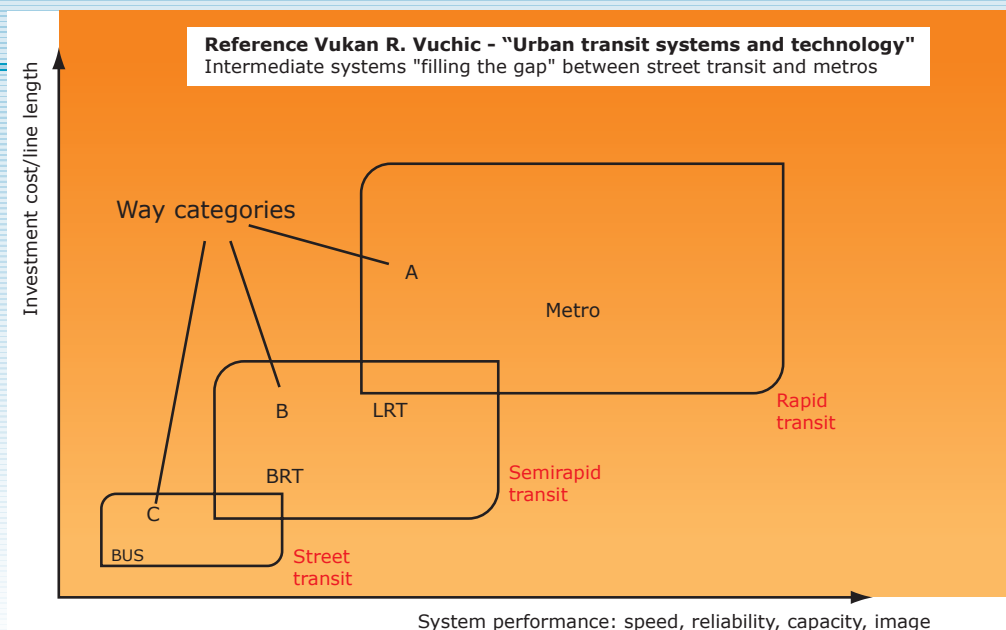 Reference Vukan R. Vuchic - “Urban transit systems and technology"
Intermediate systems "filling the gap" between street transit and metros
Investment cost/line length
Way categories
A
Metro
B
LRT
Rapid
transit
BRT
Semirapid
transit
C
BUS
Street
transit
System performance: speed, reliability, capacity, image